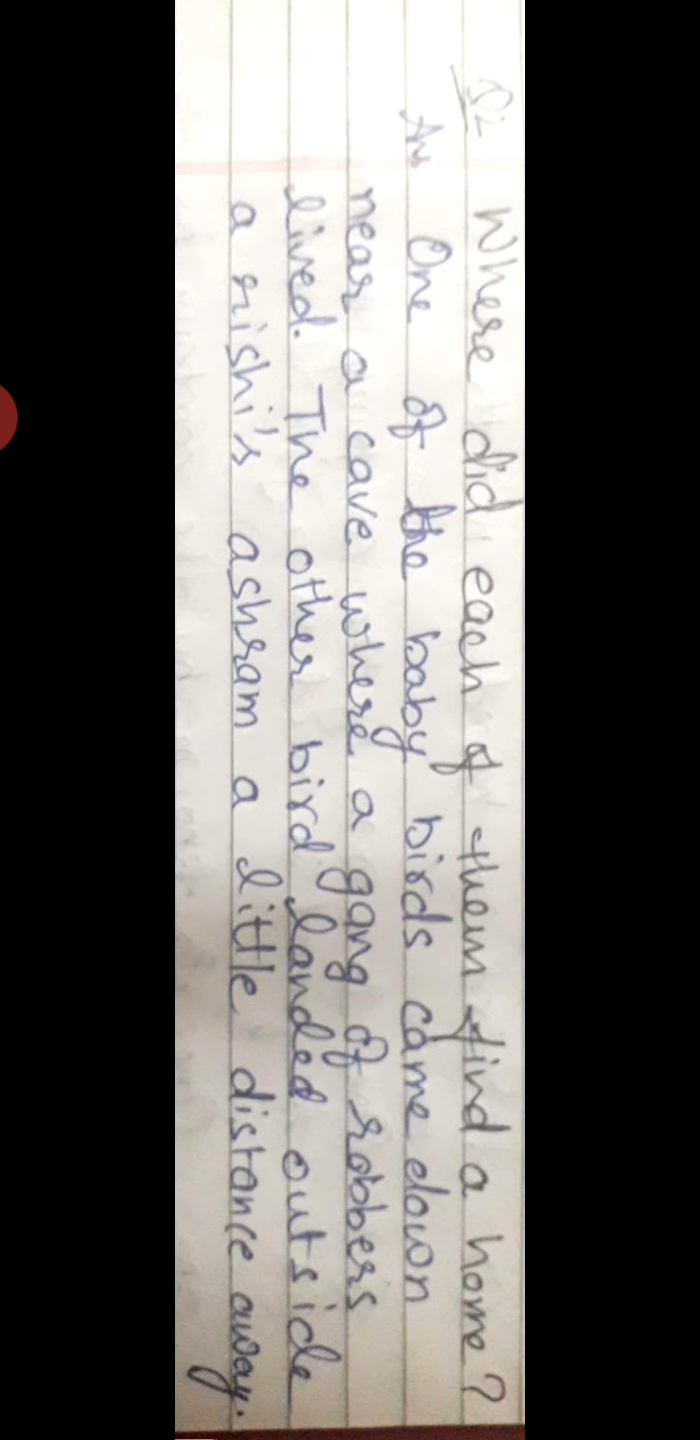 Q2 Where did each of them find a home?
Ans One of the baby birds came down
near a cave where a gang of robbers
lived. The other bird landed outside
a rishi's ashram a little distance away.